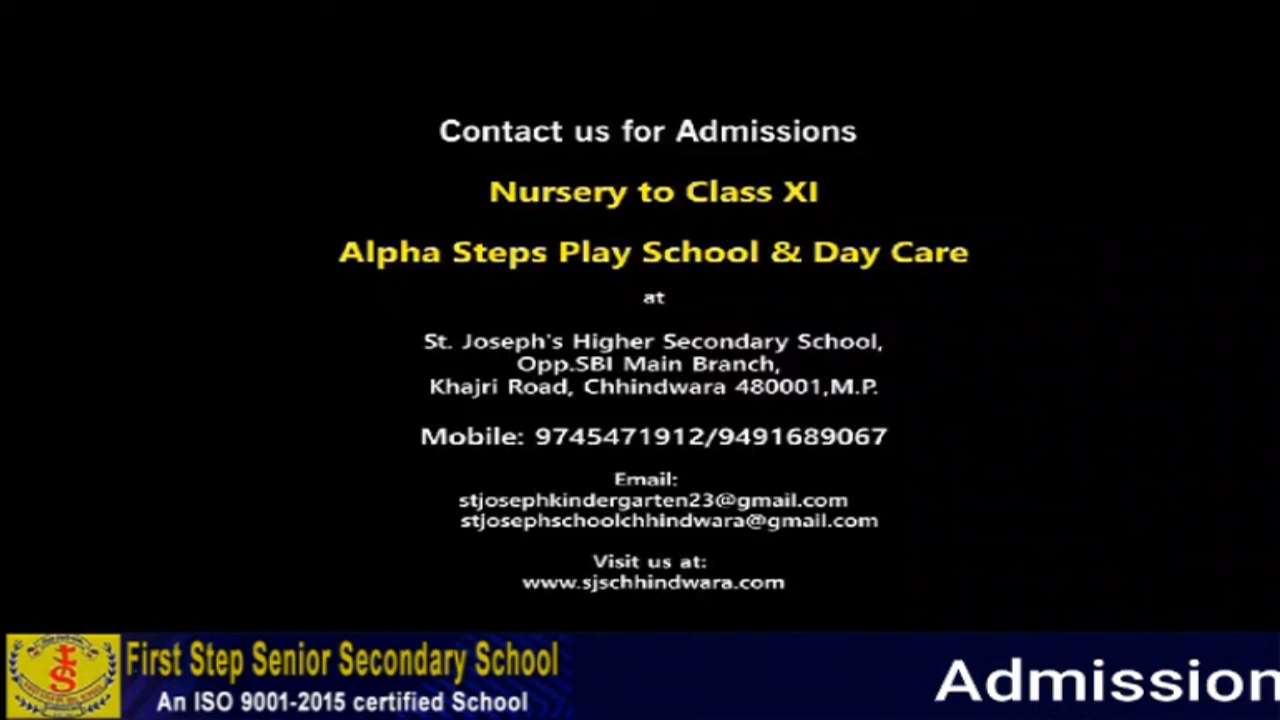 Contact us for Admissions
Nursery to Class XI
Alpha Steps Play School & Day Care
at
St. Joseph's Higher Secondary School,
Opp.SBI Main Branch,
Khajri Road, Chhindwara 480001,M.P.
Mobile: 9745471912/9491689067
Email:
stjosephkindergarten23@gmail.com
stjosephschoolchhindwara@gmail.com
Visit us at:
www.sjschhindwara.com
First Step Senior Secondary School
An ISO 9001-2015 certified School
Admission